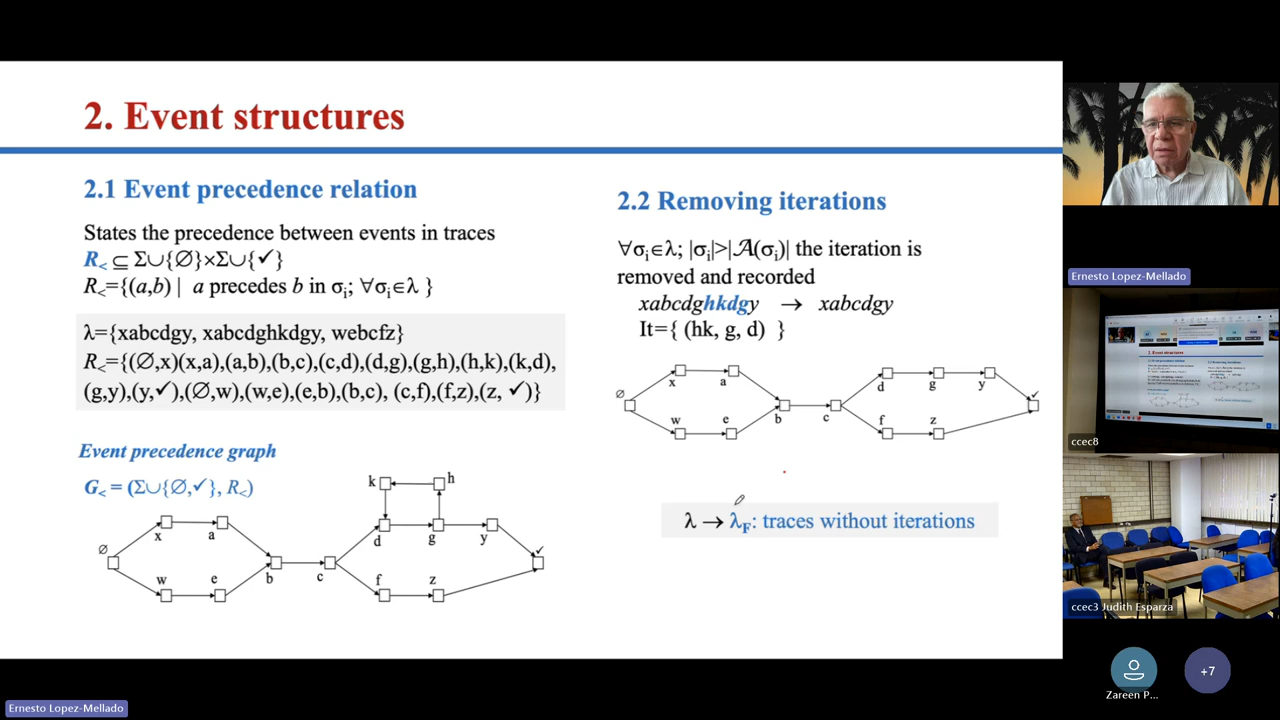 2. Event structures
2.1 Event precedence relation
States the precedence between events in traces
R< ⊆ Σ∪{∅}×Σ∪{✓}
R<={(a,b) | a precedes b in σi; ∀σi∈λ }
λ={xabcdgy, xabcdghkdgy, webcfz}
R<={(∅,x)(x,a),(a,b),(b,c),(c,d),(d,g),(g,h),(h,k),(k,d),
(g,y),(y,✓),(∅,w),(w,e),(e,b),(b,c), (c,f),(f,z),(z, ✓)}
Event precedence graph
G< = (Σ∪{∅,✓}, R<)
k h
∅ x a d g y ✓
w e b c f z
2.2 Removing iterations
∀σi∈λ; |σi|>|𝒜(σi)| the iteration is
removed and recorded
xabcdghkdgy → xabcdgy
It={ (hk, g, d) }
∅ x a d g y ✓
w e b c f z
λ → λF: traces without iterations
Ernesto Lopez-Mellado
ccec8
ccec3 Judith Esparza
Zareen P...
+7
Ernesto Lopez-Mellado